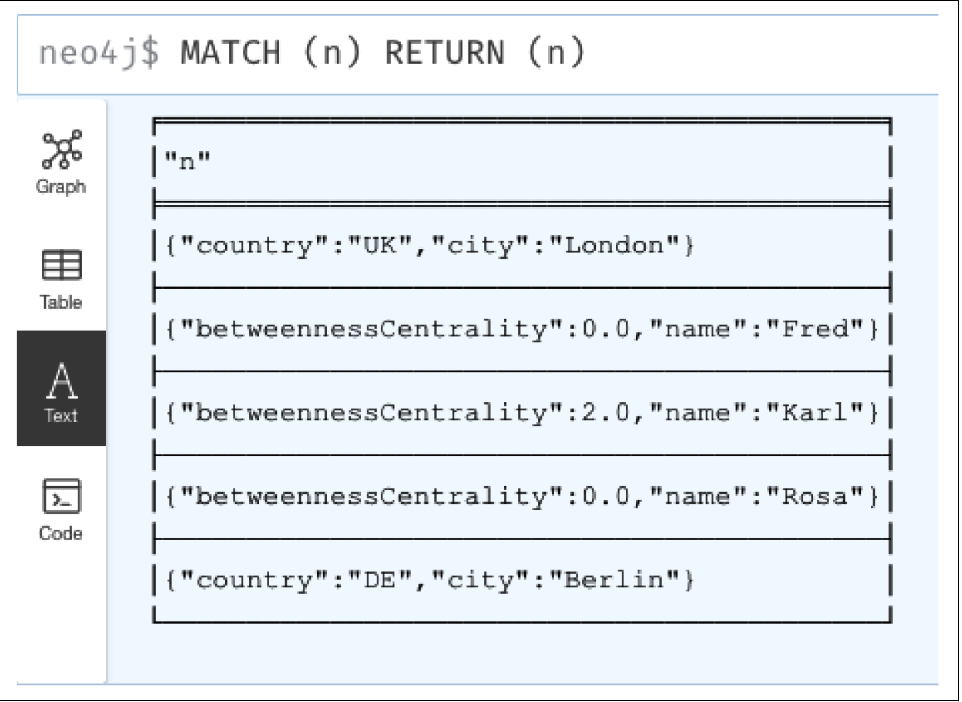 neo4j$ MATCH (n) RETURN (n)
Graph
Table
Text
Code
"n"
{"country":"UK","city":"London"}
{"betweennessCentrality":0.0,"name":"Fred"}
{"betweennessCentrality":2.0,"name":"Karl"}
{"betweennessCentrality":0.0,"name":"Rosa"}
{"country":"DE","city":"Berlin"}